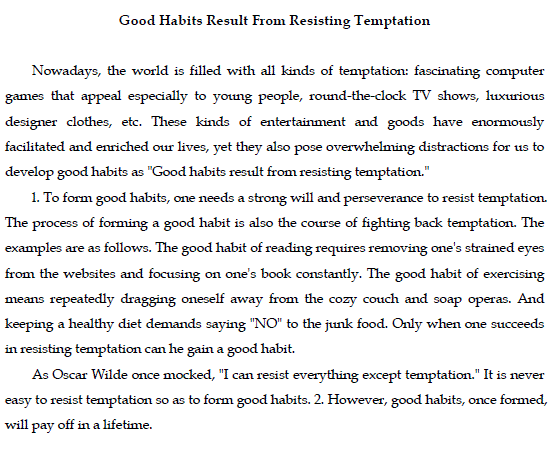 Good Habits Result From Resisting Temptation
Nowadays, the world is filled with all kinds of temptation: fascinating computer
games that appeal especially to young people, round-the-clock TV shows, luxurious
designer clothes, etc. These kinds of entertainment and goods have enormously
facilitated and enriched our lives, yet they also pose overwhelming distractions for us to
develop good habits as "Good habits result from resisting temptation."
1. To form good habits, one needs a strong will and perseverance to resist temptation.
The process of forming a good habit is also the course of fighting back temptation. The
examples are as follows. The good habit of reading requires removing one's strained eyes
from the websites and focusing on one's book constantly. The good habit of exercising
means repeatedly dragging oneself away from the cozy couch and soap operas. And
keeping a healthy diet demands saying "NO" to the junk food. Only when one succeeds
in resisting temptation can he gain a good habit.
As Oscar Wilde once mocked, "I can resist everything except temptation." It is never
easy to resist temptation so as to form good habits. 2. However, good habits, once formed,
will pay off in a lifetime.